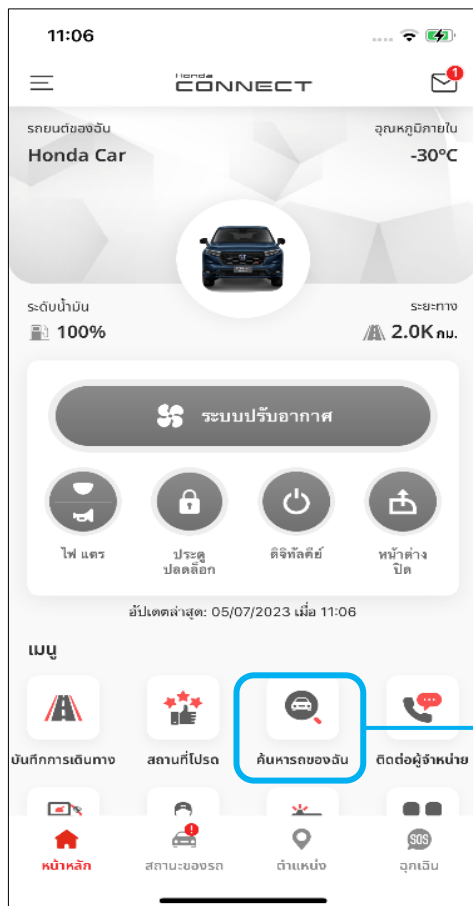 11:06
Honda
CONNECT
1
รถยนต์ของฉัน
อุณหภูมิภายใน
Honda Car
-30°C
ระดับน้ำมัน
ระยะทาง
100%
2.0K กม.
ระบบปรับอากาศ
ไฟ แตร
ประตู
ปลดล็อก
ดิจิทัลคีย์
หน้าต่าง
ปิด
อัปเดตล่าสุด: 05/07/2023 เมื่อ 11:06
เมนู
บันทึกการเดินทาง
สถานที่โปรด
ค้นหารถของฉัน
ติดต่อผู้จำหน่าย
หน้าหลัก
สถานะของรถ
ตำแหน่ง
SOS
ฉุกเฉิน